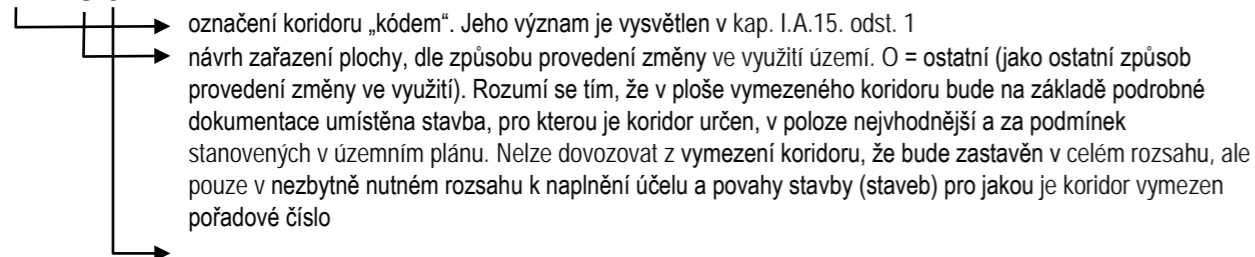 označení koridoru „kódem“. Jeho význam je vysvětlen v kap. I.A.15. odst. 1
návrh zařazení plochy, dle způsobu provedení změny ve využití území. O = ostatní (jako ostatní způsob
provedení změny ve využití). Rozumí se tím, že v ploše vymezeného koridoru bude na základě podrobné
dokumentace umístěna stavba, pro kterou je koridor určen, v poloze nejvhodnější a za podmínek
stanovených v územním plánu. Nelze dovozovat z vymezení koridoru, že bude zastavěn v celém rozsahu, ale
pouze v nezbytně nutném rozsahu k naplnění účelu a povahy stavby (staveb) pro jakou je koridor vymezen
pořadové číslo